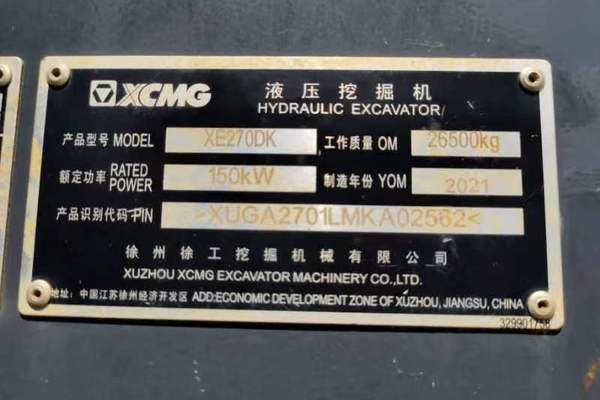 XCMG 液压挖掘机
HYDRAULIC EXCAVATOR
产品型号 MODEL XE270DK 工作质量 OM 26500kg
额定功率 RATED POWER 150kW 制造年份 YOM 2021
产品识别代码 PIN >XUGA2701LMKA02562<
徐州徐工挖掘机械有限公司
XUZHOU XCMG EXCAVATOR MACHINERY CO.,LTD.
地址: 中国江苏徐州经济开发区 ADD:ECONOMIC DEVELOPMENT ZONE OF XUZHOU, JIANGSU, CHINA